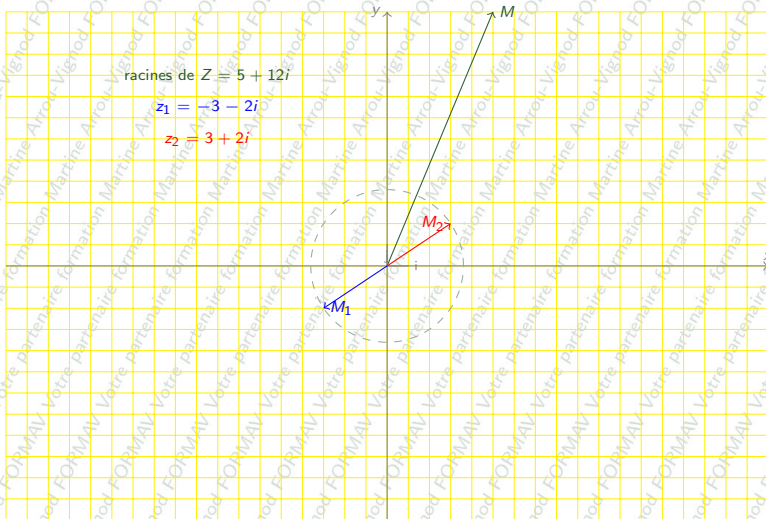 y
M
racines de Z = 5 + 12i
z₁ = −3 − 2i
z₂ = 3 + 2i
M₂
i
M₁
FORMAV Votre partenaire formation Martine Arrou-Vignod